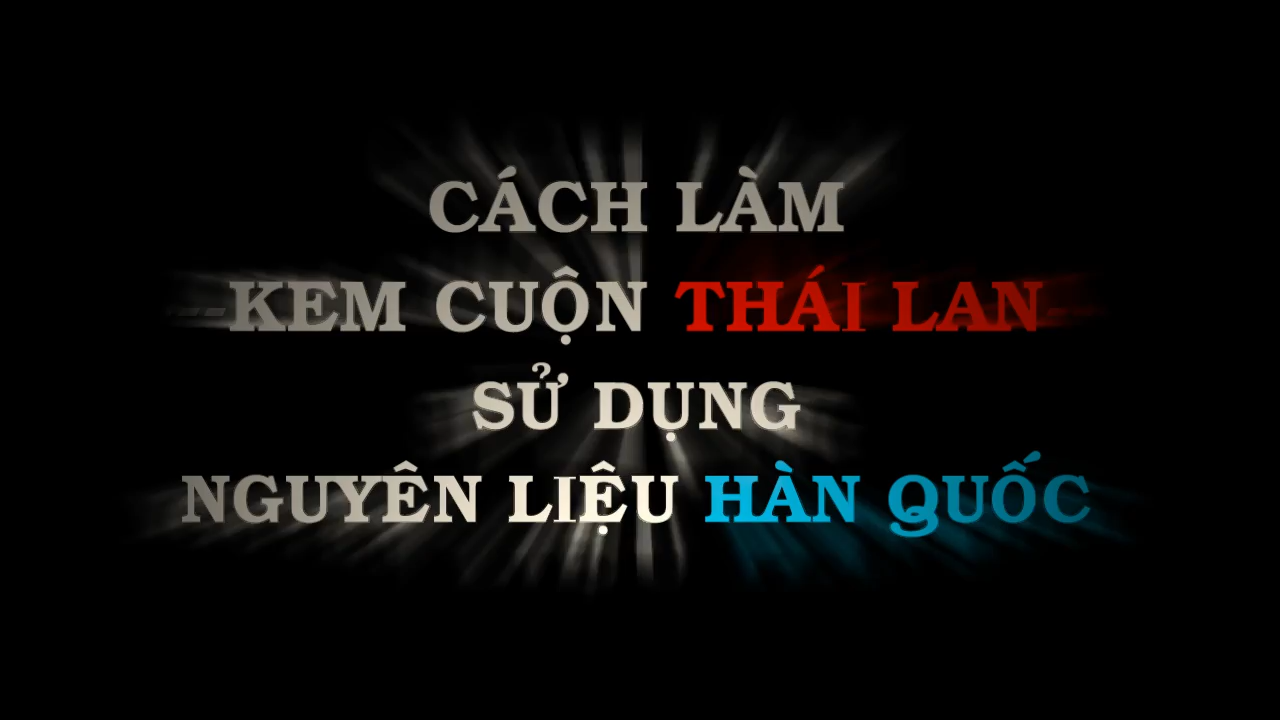 CÁCH LÀM
KEM CUỘN THÁI LAN
SỬ DỤNG
NGUYÊN LIỆU HÀN QUỐC